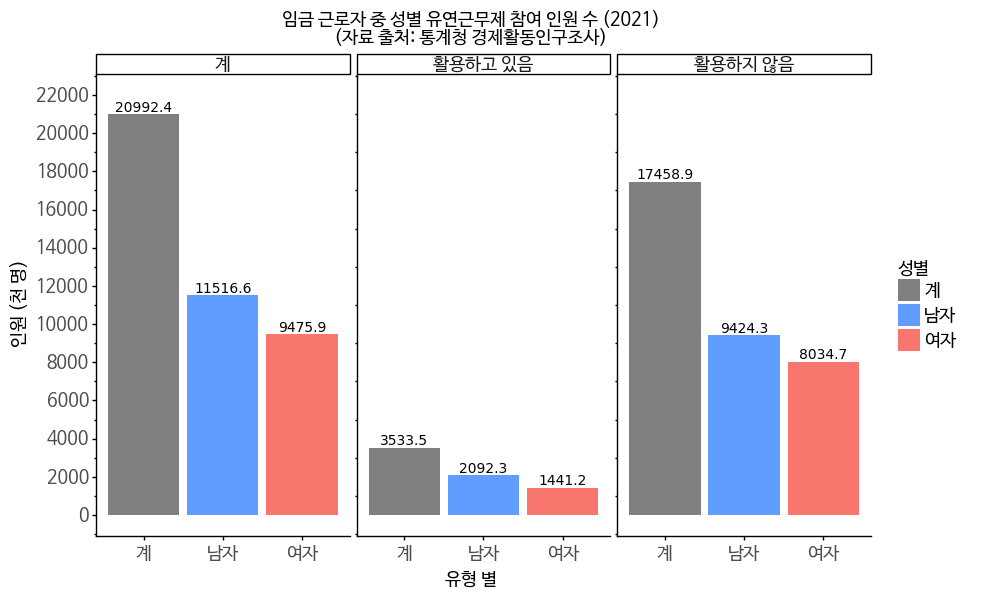 임금 근로자 중 성별 유연근무제 참여 인원 수 (2021)
(자료 출처: 통계청 경제활동인구조사)
계
활용하고 있음
활용하지 않음
인원 (천 명)
22000
20000
18000
16000
14000
12000
10000
8000
6000
4000
2000
0
20992.4
11516.6
9475.9
3533.5
2092.3
1441.2
17458.9
9424.3
8034.7
계 남자 여자
계 남자 여자
계 남자 여자
유형 별
성별
계
남자
여자